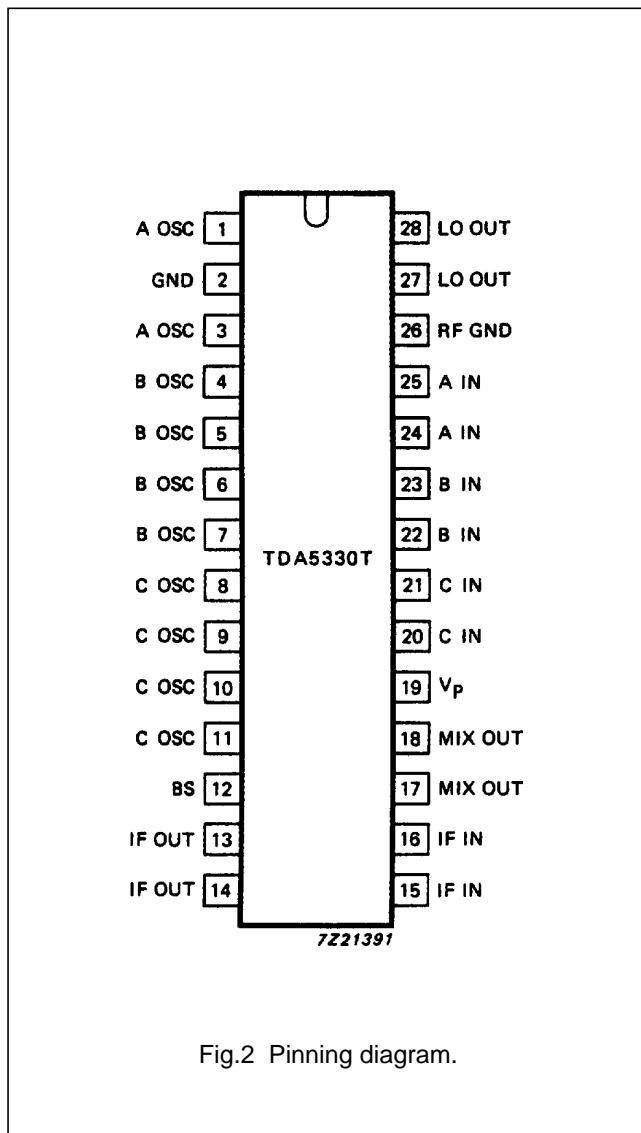 A OSC 1 28 LO OUT
GND 2 27 LO OUT
A OSC 3 26 RF GND
B OSC 4 25 A IN
B OSC 5 24 A IN
B OSC 6 23 B IN
B OSC 7 22 B IN
TDA5330T
C OSC 8 21 C IN
C OSC 9 20 C IN
C OSC 10 19 Vp
C OSC 11 18 MIX OUT
BS 12 17 MIX OUT
IF OUT 13 16 IF IN
IF OUT 14 15 IF IN
7Z21391
Fig.2 Pinning diagram.